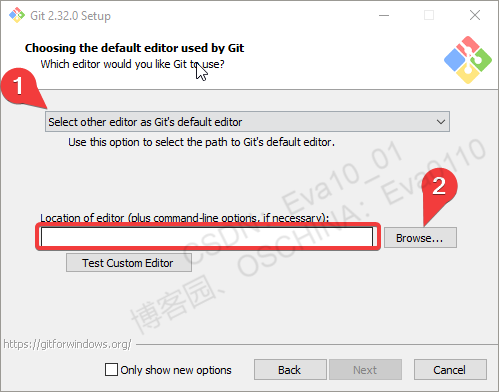 Git 2.32.0 Setup
Choosing the default editor used by Git
Which editor would you like Git to use?
1
Select other editor as Git's default editor
Use this option to select the path to Git's default editor.
CSDN：Eva10_01
博客园、OSCHINA：Eva0110
2
Location of editor (plus command-line options, if necessary):
Browse...
Test Custom Editor
https://gitforwindows.org/
Only show new options
Back
Next
Cancel